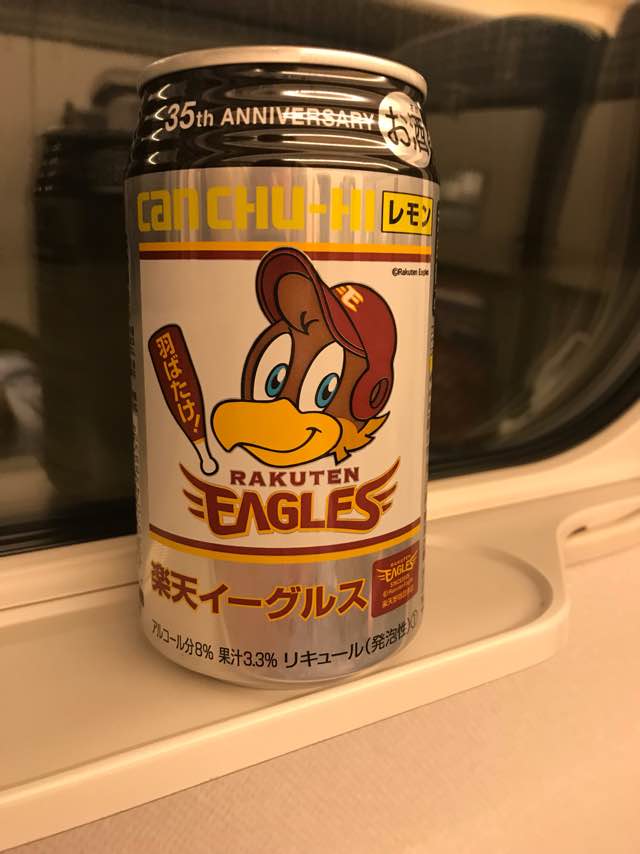 35th ANNIVERSARY
お酒
can CHU-HI レモン
©Rakuten Eagles
羽ばたけ!
E
RAKUTEN
EAGLES
楽天イーグルス
EAGLES
アルコール分8% 果汁3.3% リキュール(発泡性)①